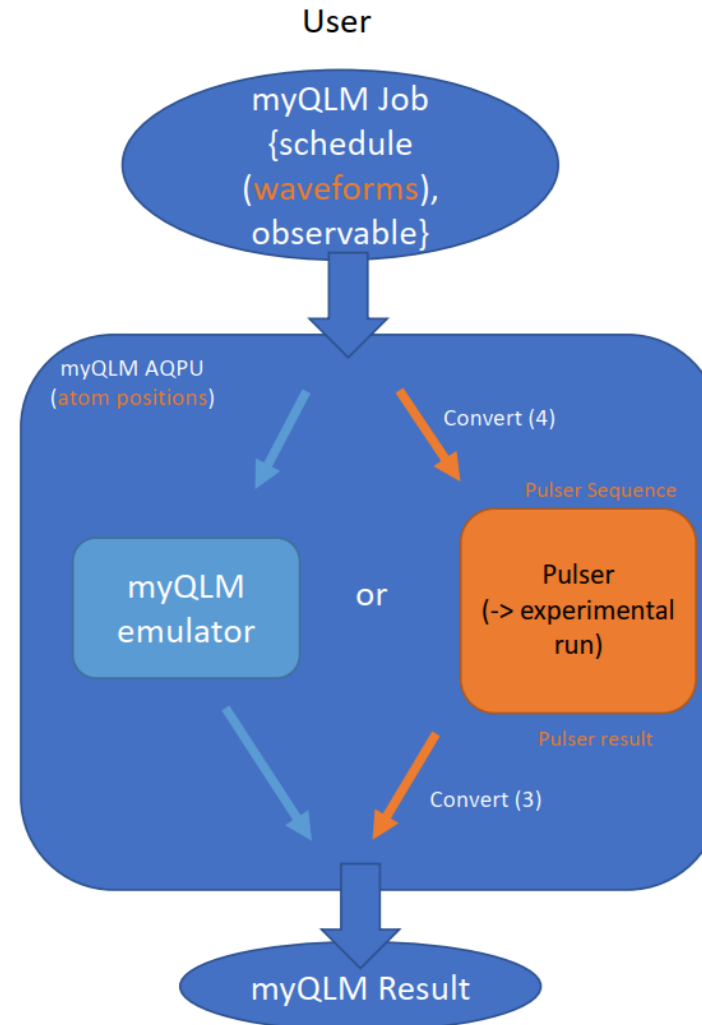 User
myQLM Job
{schedule
(waveforms),
observable}
myQLM AQPU
(atom positions)
Convert (4)
Pulser Sequence
myQLM
emulator
or
Pulser
(-> experimental
run)
Pulser result
Convert (3)
myQLM Result